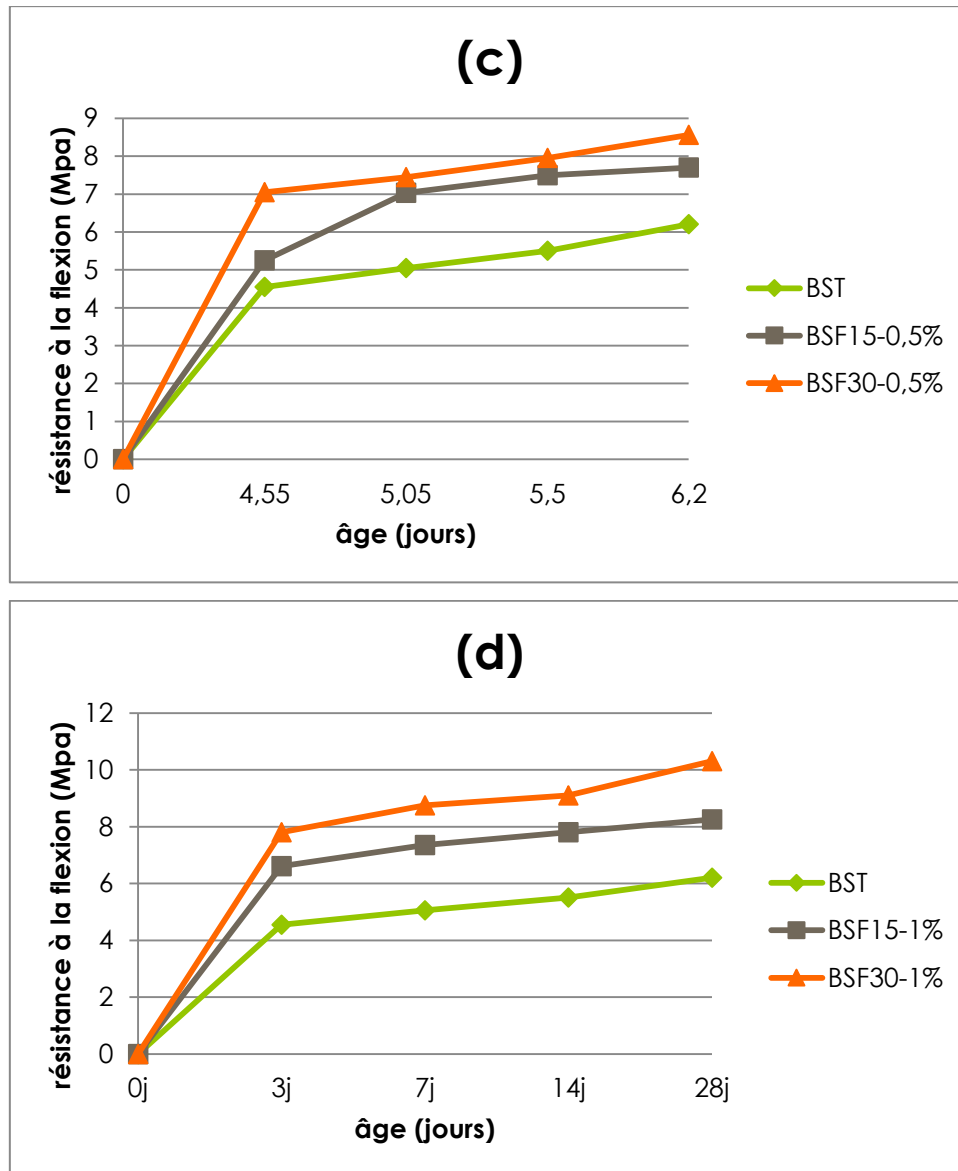 (c)
résistance à la flexion (Mpa)
9
8
7
6
5
4
3
2
1
0
0 4,55 5,05 5,5 6,2
âge (jours)
BST
BSF15-0,5%
BSF30-0,5%
(d)
résistance à la flexion (Mpa)
12
10
8
6
4
2
0
0j 3j 7j 14j 28j
âge (jours)
BST
BSF15-1%
BSF30-1%